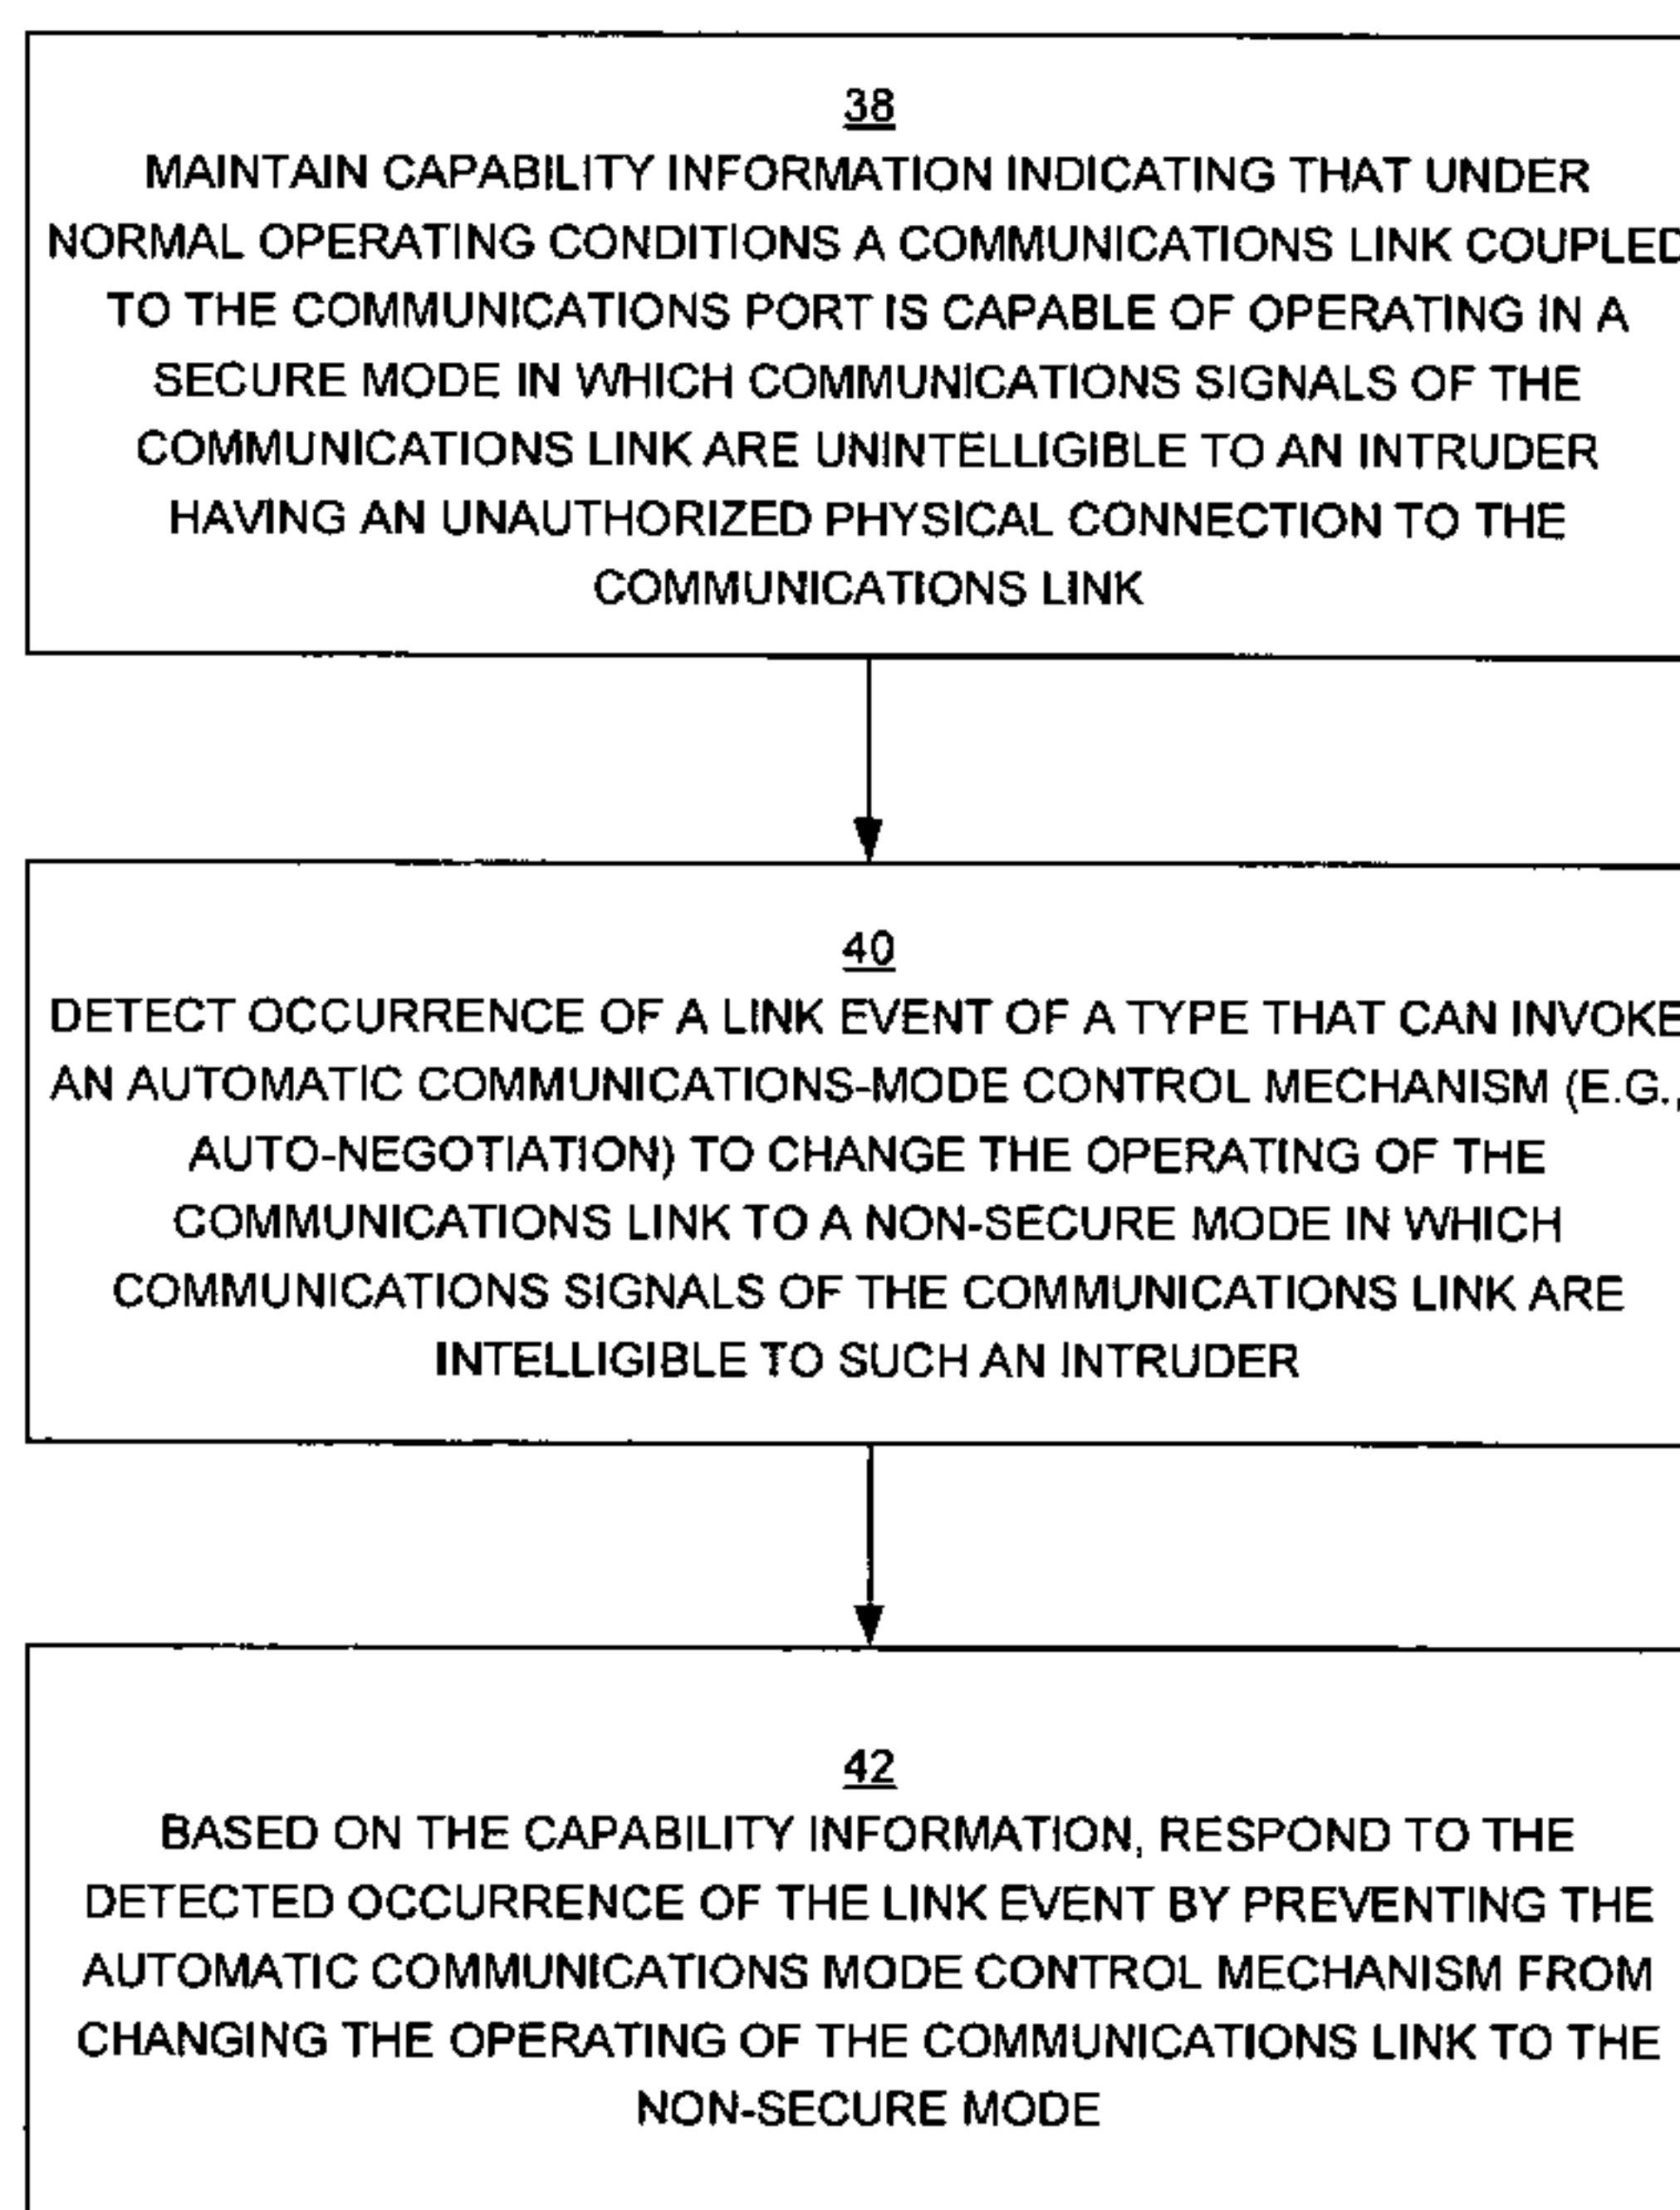 38
MAINTAIN CAPABILITY INFORMATION INDICATING THAT UNDER
NORMAL OPERATING CONDITIONS A COMMUNICATIONS LINK COUPLED
TO THE COMMUNICATIONS PORT IS CAPABLE OF OPERATING IN A
SECURE MODE IN WHICH COMMUNICATIONS SIGNALS OF THE
COMMUNICATIONS LINK ARE UNINTELLIGIBLE TO AN INTRUDER
HAVING AN UNAUTHORIZED PHYSICAL CONNECTION TO THE
COMMUNICATIONS LINK
40
DETECT OCCURRENCE OF A LINK EVENT OF A TYPE THAT CAN INVOKE
AN AUTOMATIC COMMUNICATIONS-MODE CONTROL MECHANISM (E.G.,
AUTO-NEGOTIATION) TO CHANGE THE OPERATING OF THE
COMMUNICATIONS LINK TO A NON-SECURE MODE IN WHICH
COMMUNICATIONS SIGNALS OF THE COMMUNICATIONS LINK ARE
INTELLIGIBLE TO SUCH AN INTRUDER
42
BASED ON THE CAPABILITY INFORMATION, RESPOND TO THE
DETECTED OCCURRENCE OF THE LINK EVENT BY PREVENTING THE
AUTOMATIC COMMUNICATIONS MODE CONTROL MECHANISM FROM
CHANGING THE OPERATING OF THE COMMUNICATIONS LINK TO THE
NON-SECURE MODE